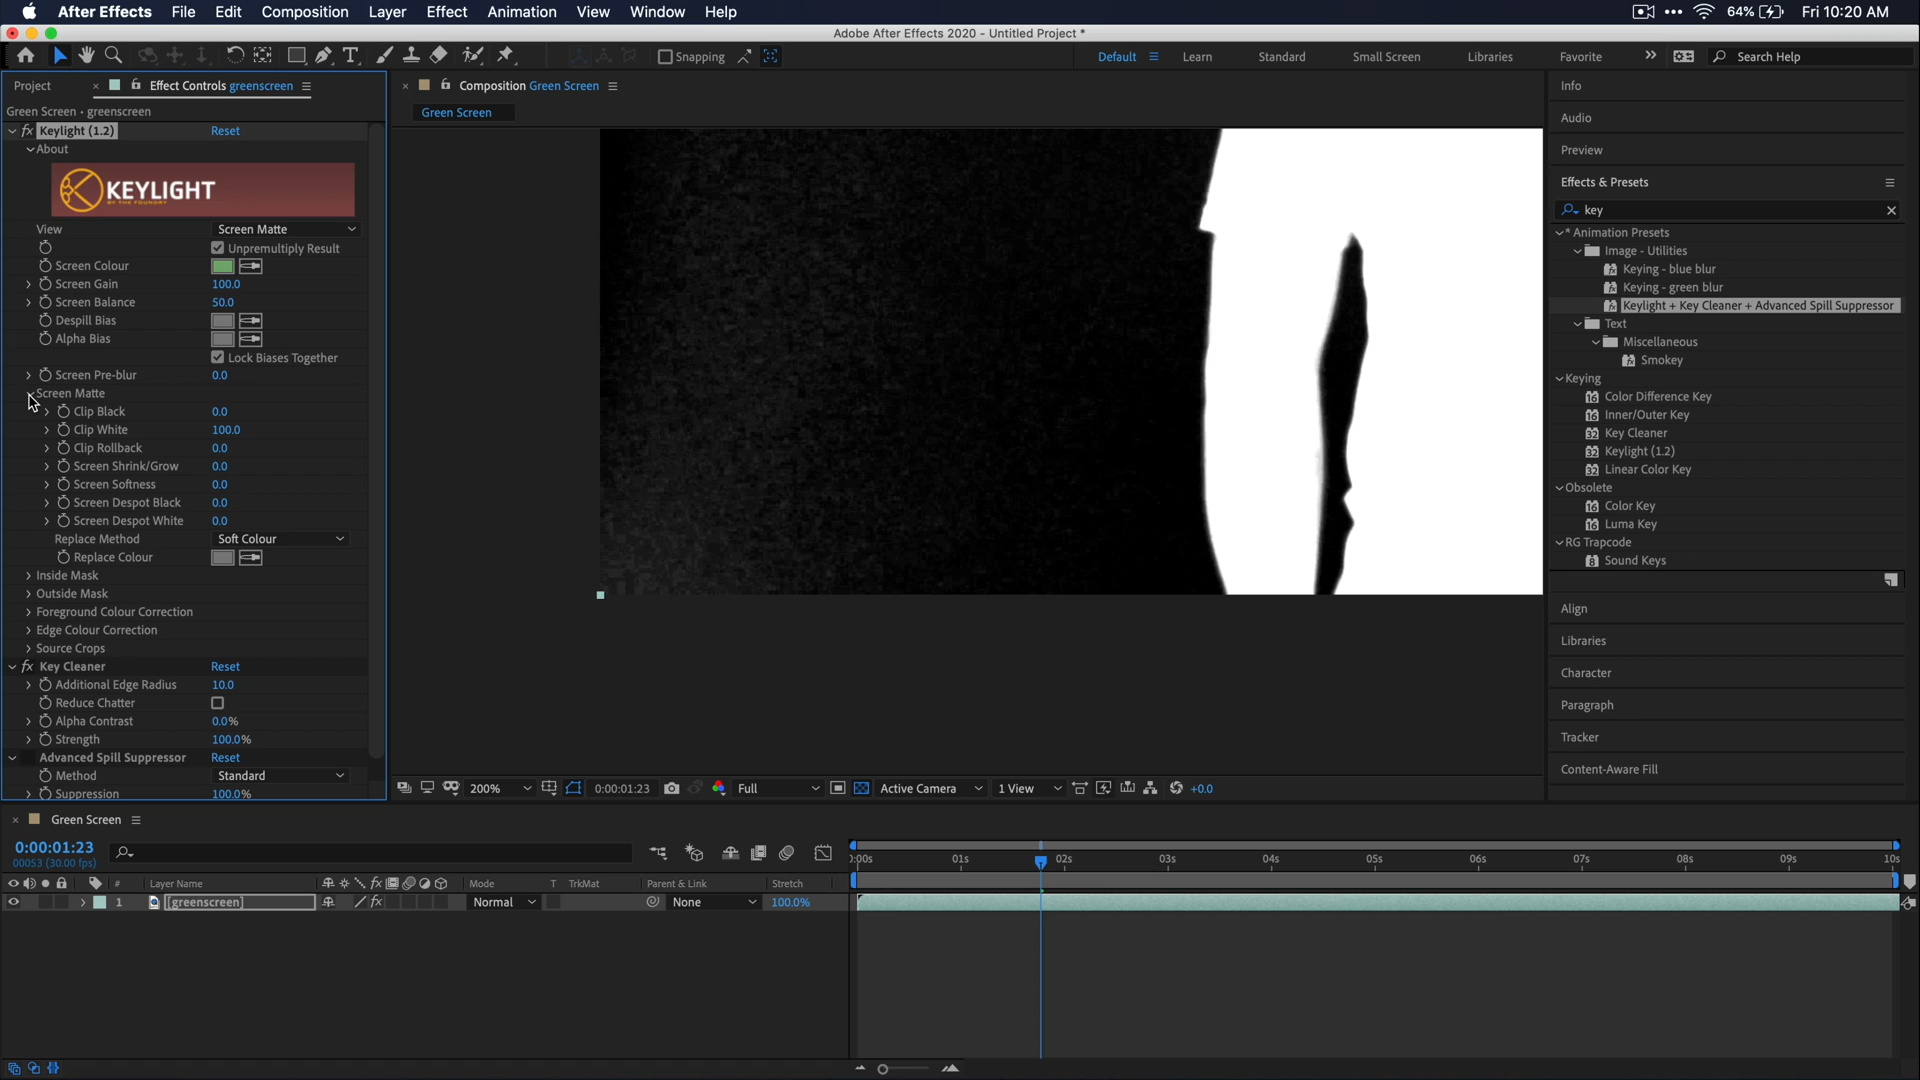 After Effects File Edit Composition Layer Effect Animation View Window Help 64% Fri 10:20 AM
Adobe After Effects 2020 - Untitled Project *
Snapping Default Learn Standard Small Screen Libraries Favorite Search Help
Project Effect Controls greenscreen
Green Screen • greenscreen
Keylight (1.2) Reset
About
KEYLIGHT
BY THE FOUNDRY
View Screen Matte
Unpremultiply Result
Screen Colour
Screen Gain 100.0
Screen Balance 50.0
Despill Bias
Alpha Bias
Lock Biases Together
Screen Pre-blur 0.0
Screen Matte
Clip Black 0.0
Clip White 100.0
Clip Rollback 0.0
Screen Shrink/Grow 0.0
Screen Softness 0.0
Screen Despot Black 0.0
Screen Despot White 0.0
Replace Method Soft Colour
Replace Colour
Inside Mask
Outside Mask
Foreground Colour Correction
Edge Colour Correction
Source Crops
Key Cleaner Reset
Additional Edge Radius 10.0
Reduce Chatter
Alpha Contrast 0.0%
Strength 100.0%
Advanced Spill Suppressor Reset
Method Standard
Suppression 100.0%
Composition Green Screen
Green Screen
200% 0:00:01:23 Full Active Camera 1 View +0.0
Info
Audio
Preview
Effects & Presets
key
* Animation Presets
Image - Utilities
Keying - blue blur
Keying - green blur
Keylight + Key Cleaner + Advanced Spill Suppressor
Text
Miscellaneous
Smokey
Keying
16 Color Difference Key
16 Inner/Outer Key
32 Key Cleaner
32 Keylight (1.2)
16 Linear Color Key
Obsolete
16 Color Key
16 Luma Key
RG Trapcode
8 Sound Keys
Align
Libraries
Character
Paragraph
Tracker
Content-Aware Fill
Green Screen
0:00:01:23
00053 (30.00 fps)
# Layer Name Mode T TrkMat Parent & Link Stretch
1 [greenscreen] Normal None 100.0%
:00s 01s 02s 03s 04s 05s 06s 07s 08s 09s 10s